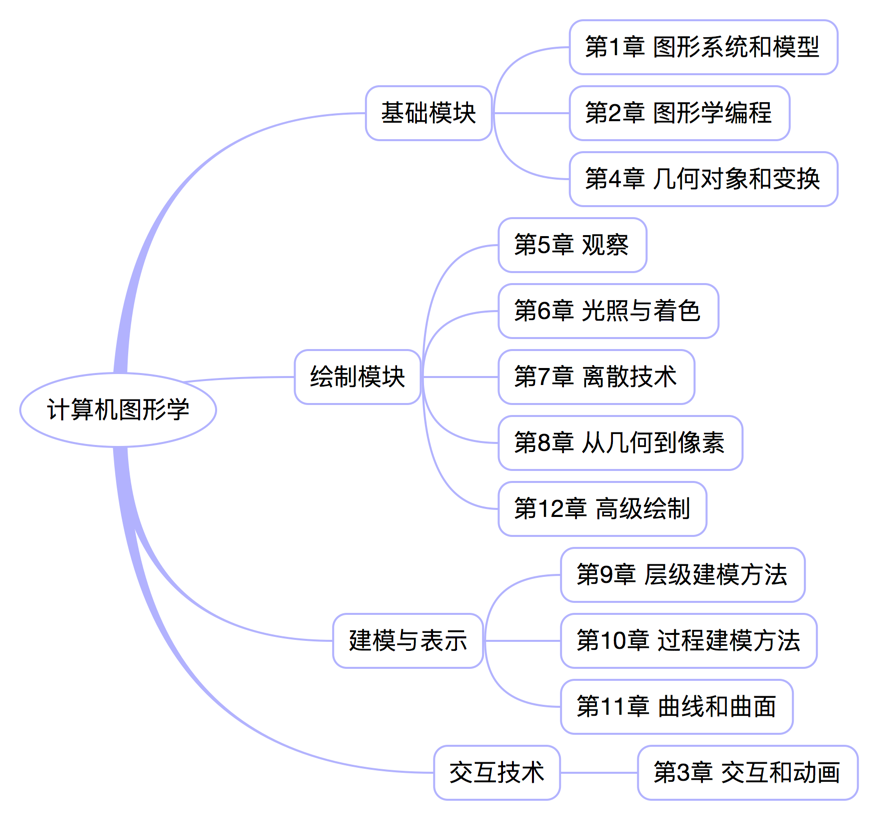 计算机图形学
基础模块
第1章 图形系统和模型
第2章 图形学编程
第4章 几何对象和变换
绘制模块
第5章 观察
第6章 光照与着色
第7章 离散技术
第8章 从几何到像素
第12章 高级绘制
建模与表示
第9章 层级建模方法
第10章 过程建模方法
第11章 曲线和曲面
交互技术
第3章 交互和动画